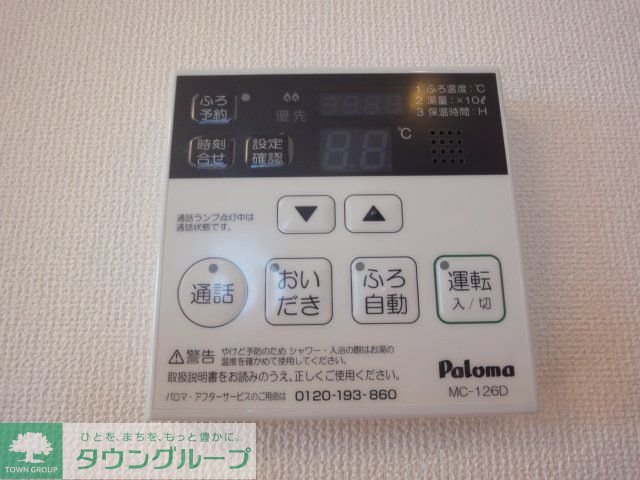 ふろ
予約
優先
1 ふろ温度：℃
2 湯量：×10ℓ
3 保温時間：H
時刻
合せ
設定
確認
℃
通話ランプ点灯中は
通話状態です。
通話
おい
だき
ふろ
自動
運転
入/切
警告 やけど予防のため シャワー・入浴の際はお湯の
温度を確かめて使用してください。
取扱説明書をお読みのうえ、正しくご使用ください。
パロマ・アフターサービスのご用命は 0120-193-860
Paloma
MC-126D
ひとを、まちを、もっと豊かに。
タウングループ
TOWN GROUP